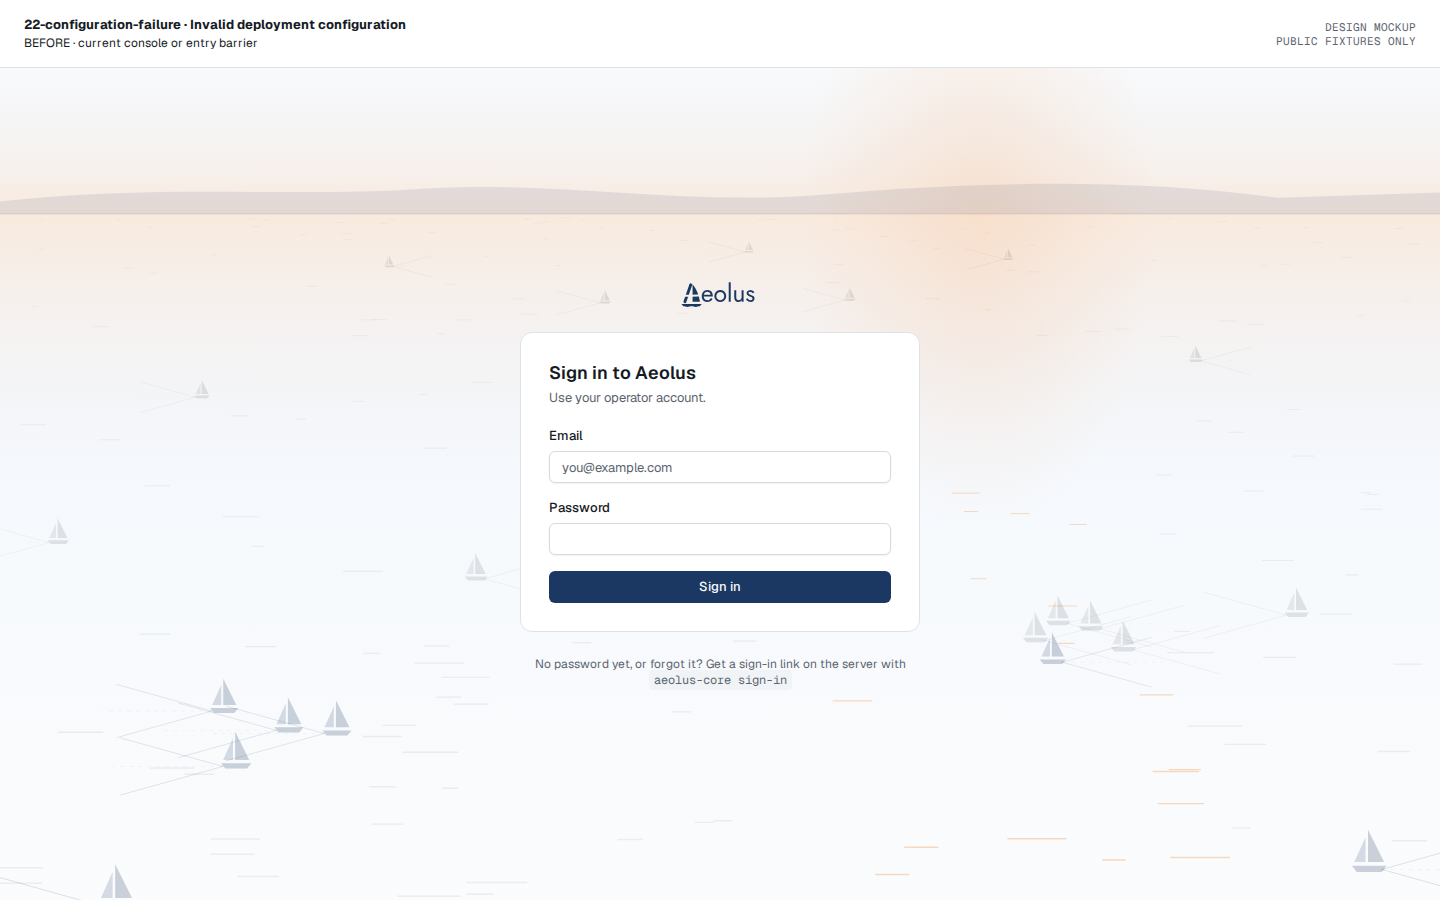 22-configuration-failure · Invalid deployment configuration
BEFORE · current console or entry barrier
DESIGN MOCKUP
PUBLIC FIXTURES ONLY
Aeolus
Sign in to Aeolus
Use your operator account.
Email
you@example.com
Password
Sign in
No password yet, or forgot it? Get a sign-in link on the server with
aeolus-core sign-in